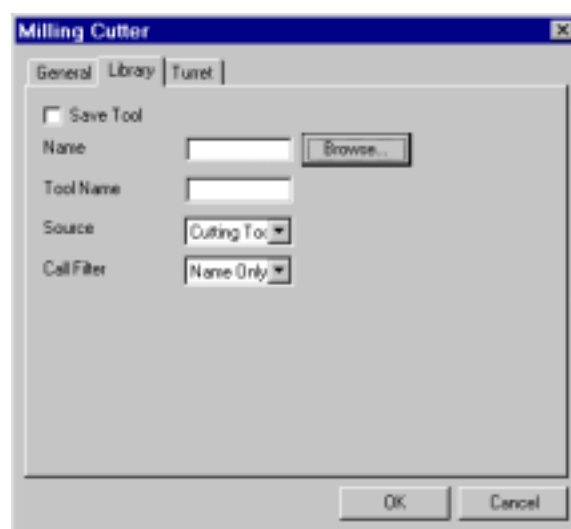 Milling Cutter
General Library Turret
Save Tool
Name Browse...
Tool Name
Source Cutting Too
Call Filter Name Only
OK Cancel